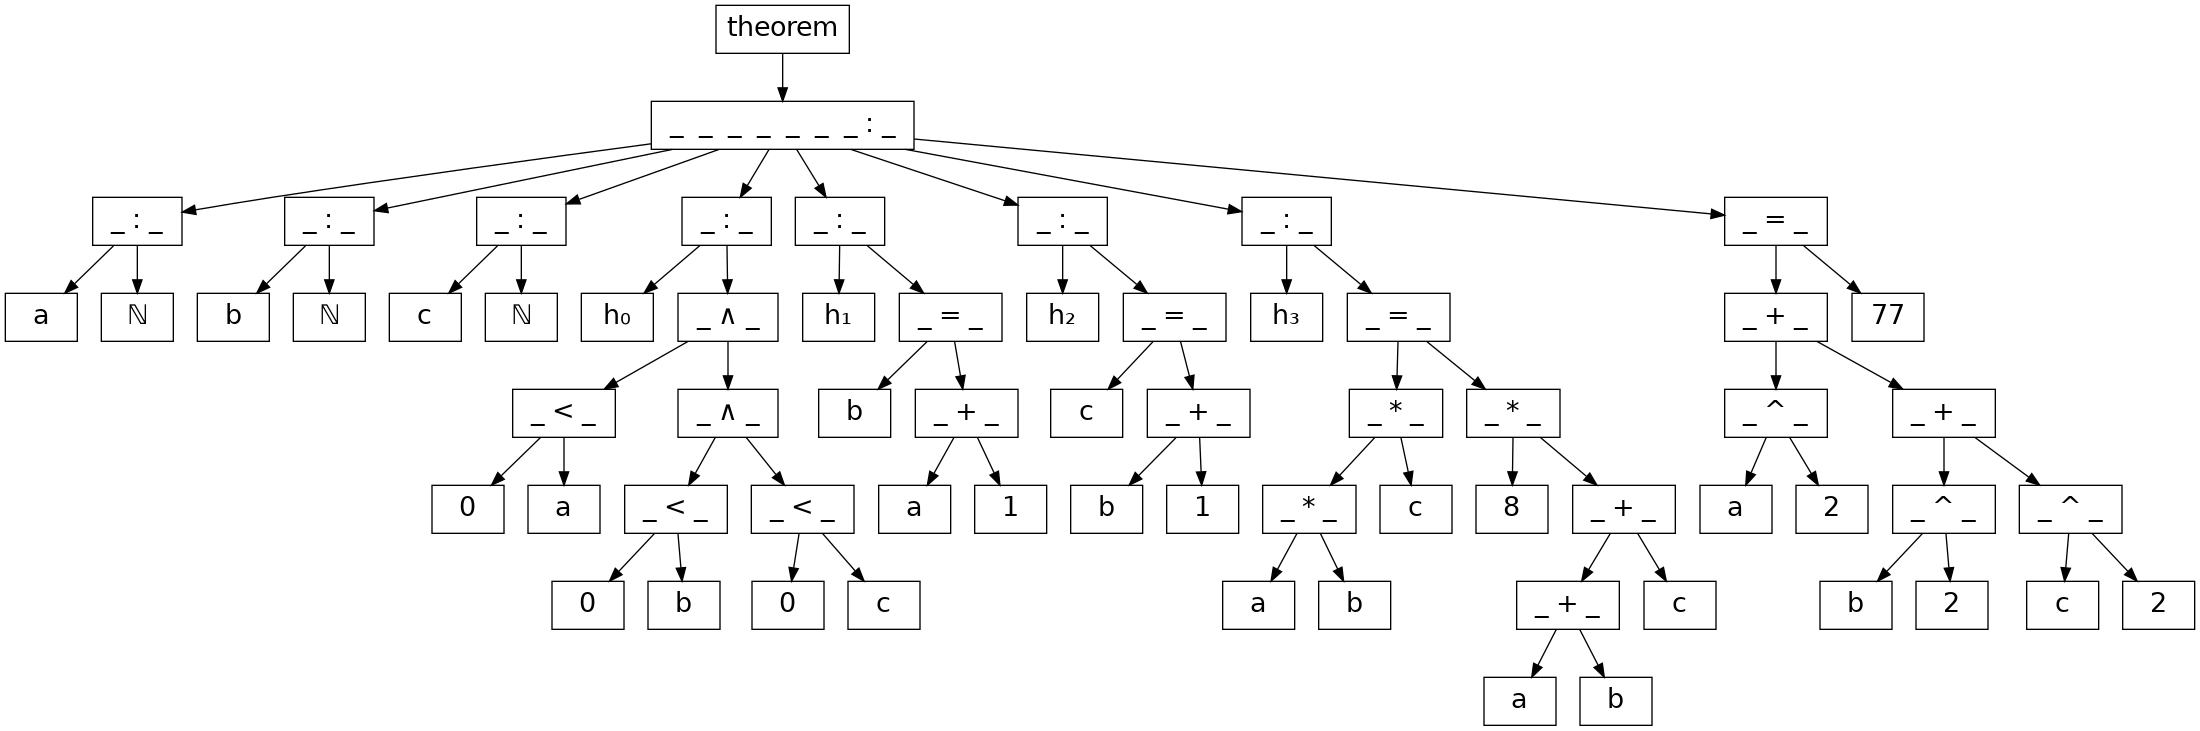 theorem
_ _ _ _ _ _ _ : _
_ : _ _ : _ _ : _ _ : _ _ : _ _ : _ _ : _ _ = _
a ℕ b ℕ c ℕ h₀ _ ∧ _ h₁ _ = _ h₂ _ = _ h₃ _ = _ _ + _ 77
_ < _ _ ∧ _ b _ + _ c _ + _ _ * _ _ * _ _ ^ _ _ + _
0 a _ < _ _ < _ a 1 b 1 _ * _ c 8 _ + _ a 2 _ ^ _ _ ^ _
0 b 0 c a b _ + _ c b 2 c 2
a b